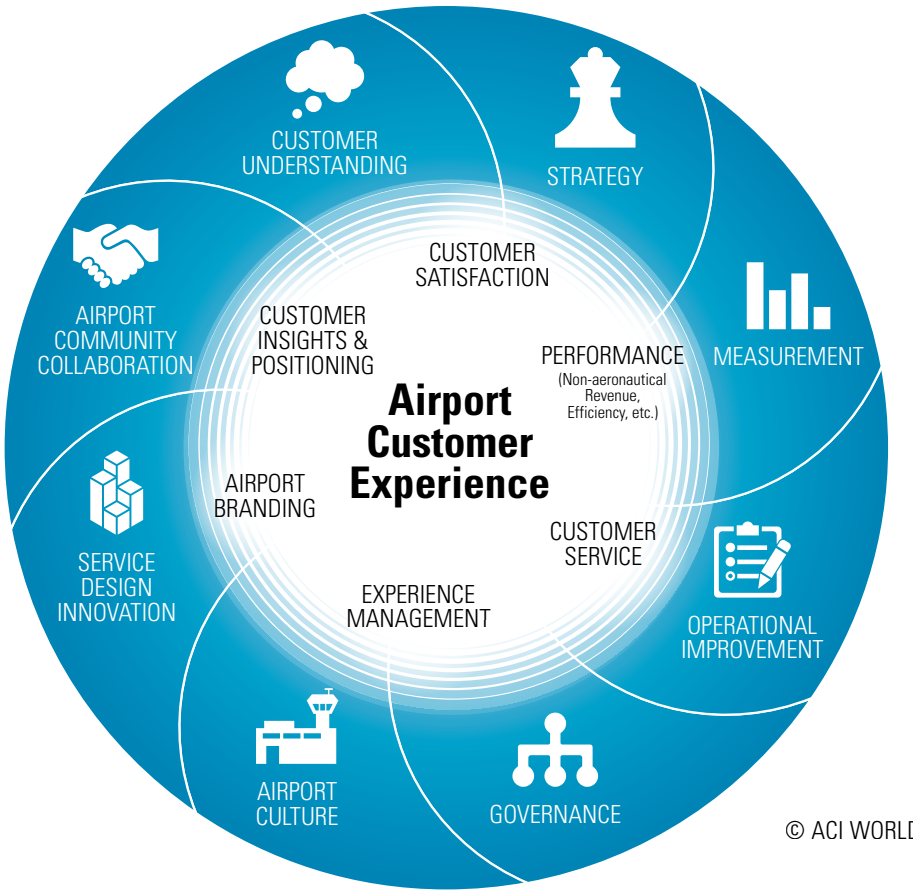 CUSTOMER
UNDERSTANDING
STRATEGY
MEASUREMENT
OPERATIONAL
IMPROVEMENT
GOVERNANCE
AIRPORT
CULTURE
SERVICE
DESIGN
INNOVATION
AIRPORT
COMMUNITY
COLLABORATION
CUSTOMER
SATISFACTION
PERFORMANCE
(Non-aeronautical
Revenue,
Efficiency, etc.)
CUSTOMER
SERVICE
EXPERIENCE
MANAGEMENT
AIRPORT
BRANDING
CUSTOMER
INSIGHTS &
POSITIONING
Airport
Customer
Experience
© ACI WORLD